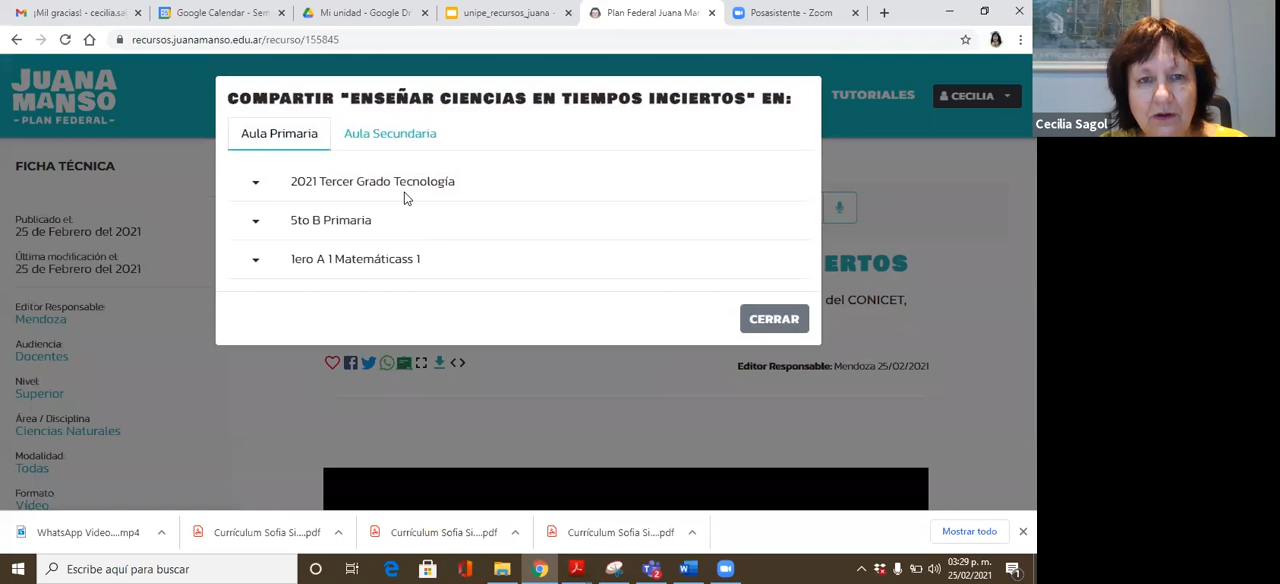 ¡Mil gracias! - cecilia.sa
Google Calendar - Sem
Mi unidad - Google Dr
unipe_recursos_juana -
Plan Federal Juana Ma
Posasistente - Zoom
recursos.juanamanso.edu.ar/recurso/155845
JUANA
MANSO
- PLAN FEDERAL -
TUTORIALES
CECILIA
COMPARTIR "ENSEÑAR CIENCIAS EN TIEMPOS INCIERTOS" EN:
Aula Primaria
Aula Secundaria
2021 Tercer Grado Tecnología
5to B Primaria
1ero A 1 Matemáticass 1
CERRAR
FICHA TÉCNICA
Publicado el:
25 de Febrero del 2021
Última modificación el:
25 de Febrero del 2021
Editor Responsable:
Mendoza
Audiencia:
Docentes
Nivel:
Superior
Área / Disciplina
Ciencias Naturales
Modalidad:
Todas
Formato
Vídeo
IERTOS
del CONICET,
Editor Responsable: Mendoza 25/02/2021
Cecilia Sagol
WhatsApp Video....mp4
Currículum Sofia Si....pdf
Currículum Sofia Si....pdf
Currículum Sofia Si....pdf
Mostrar todo
Escribe aquí para buscar
03:29 p. m.
25/02/2021